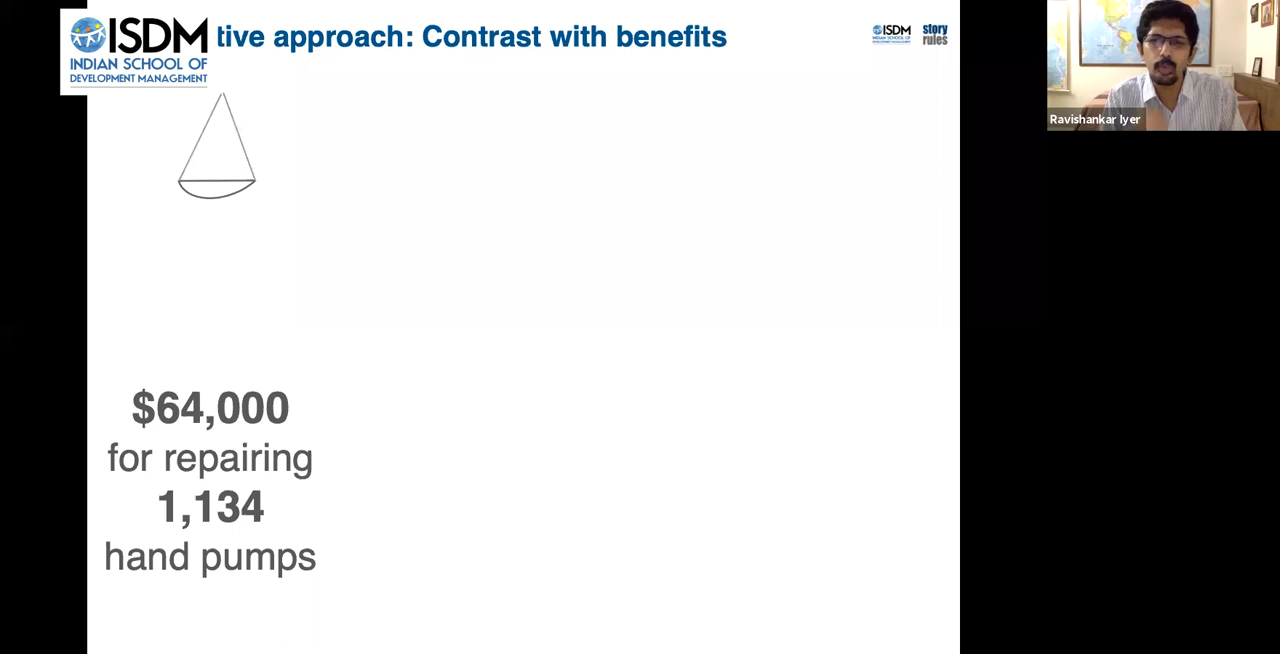 ISDM
INDIAN SCHOOL OF
DEVELOPMENT MANAGEMENT
tive approach: Contrast with benefits
ISDM
story
rules
Ravishankar Iyer
$64,000
for repairing
1,134
hand pumps